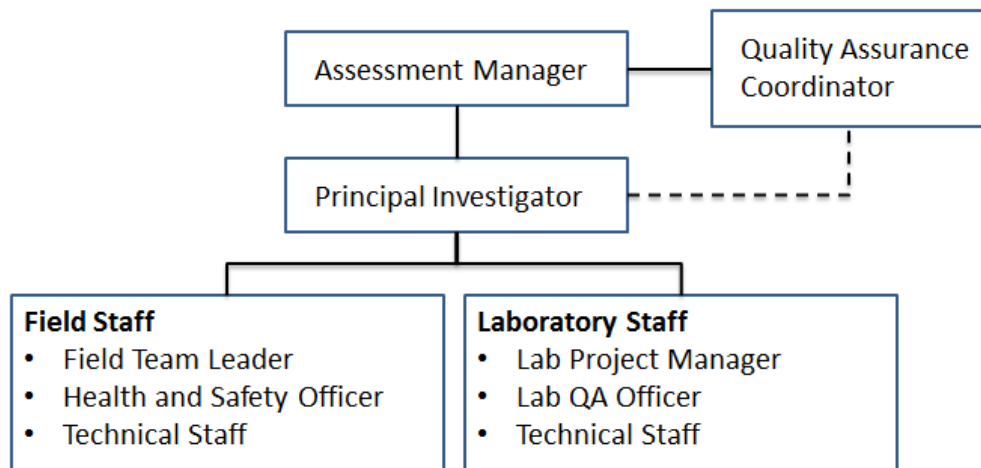 Assessment Manager
Quality Assurance
Coordinator
Principal Investigator
Field Staff
• Field Team Leader
• Health and Safety Officer
• Technical Staff
Laboratory Staff
• Lab Project Manager
• Lab QA Officer
• Technical Staff